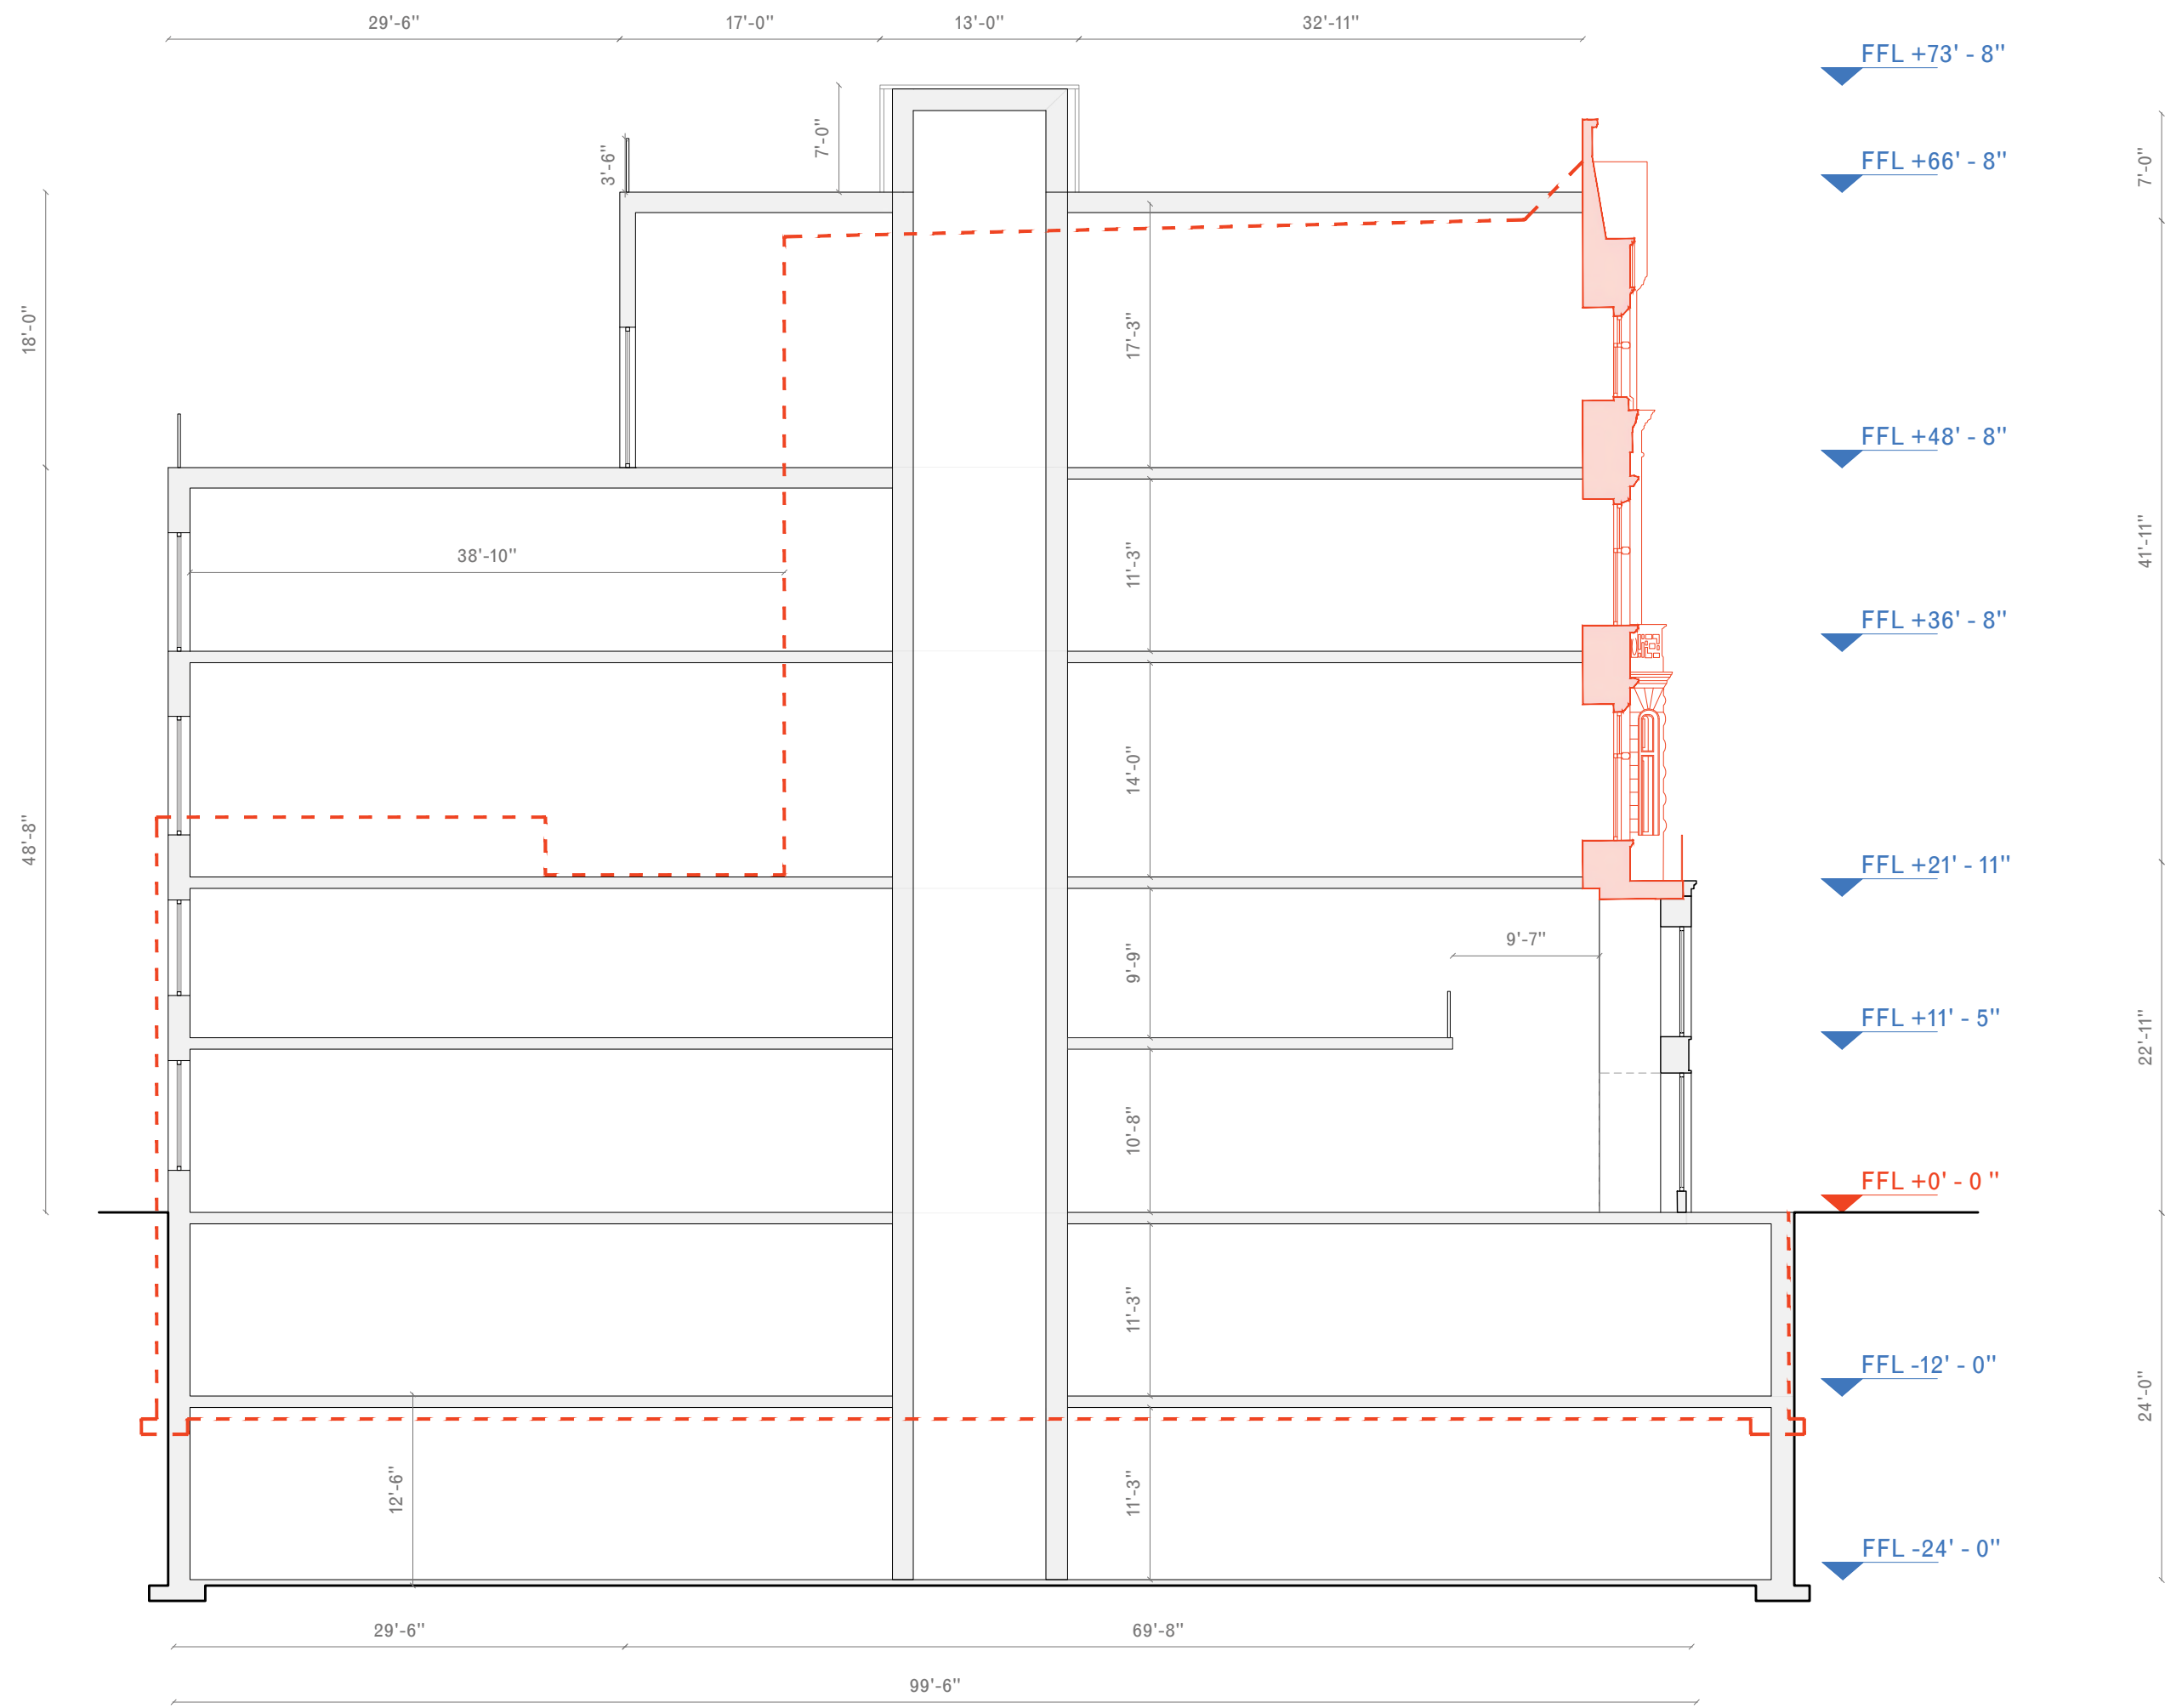 29'-6"
17'-0"
13'-0"
32'-11"
FFL +73' - 8"
7'-0"
3'-6"
FFL +66' - 8"
7'-0"
18'-0"
17'-3"
FFL +48' - 8"
38'-10"
11'-3"
41'-11"
FFL +36' - 8"
14'-0"
48'-8"
FFL +21' - 11"
9'-7"
9'-9"
FFL +11' - 5"
22'-11"
10'-8"
FFL +0' - 0 "
11'-3"
FFL -12' - 0"
24'-0"
12'-6"
11'-3"
FFL -24' - 0"
29'-6"
69'-8"
99'-6"